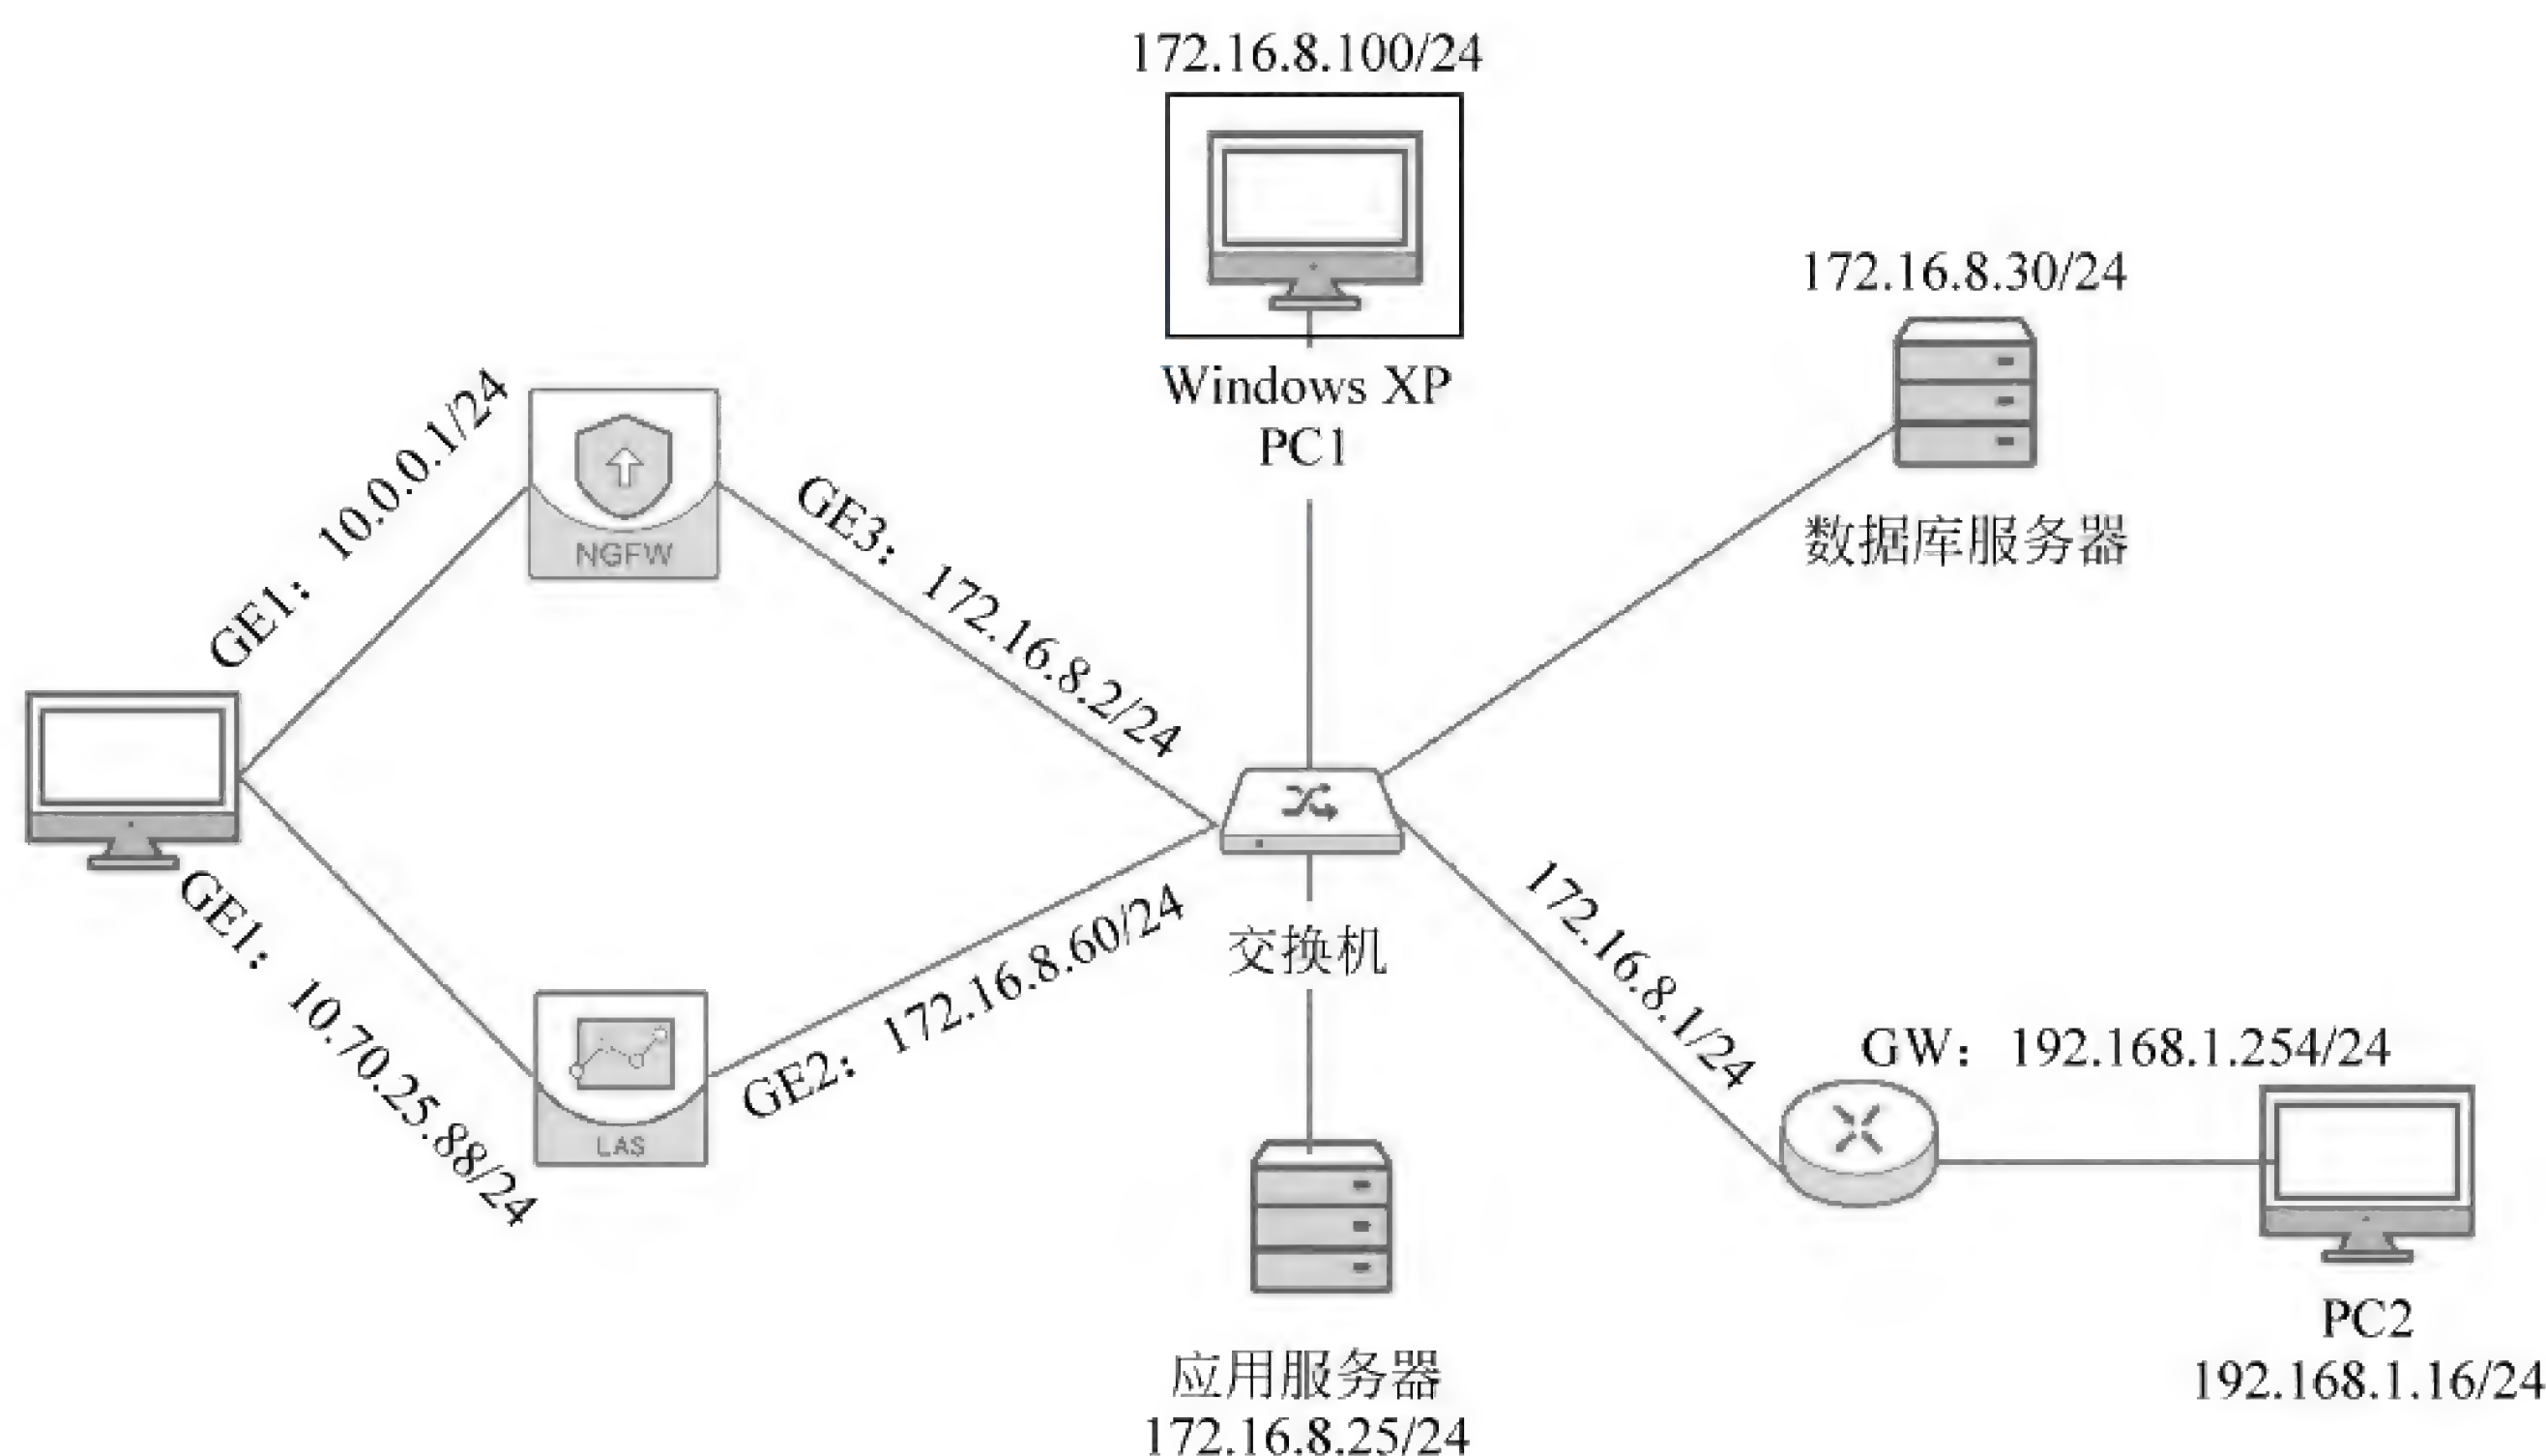 172.16.8.100/24
Windows XP
PC1
172.16.8.30/24
数据库服务器
GE1：10.0.0.1/24
NGFW
GE3：172.16.8.2/24
GE1：10.70.25.88/24
LAS
GE2：172.16.8.60/24
交换机
172.16.8.1/24
GW：192.168.1.254/24
PC2
192.168.1.16/24
应用服务器
172.16.8.25/24